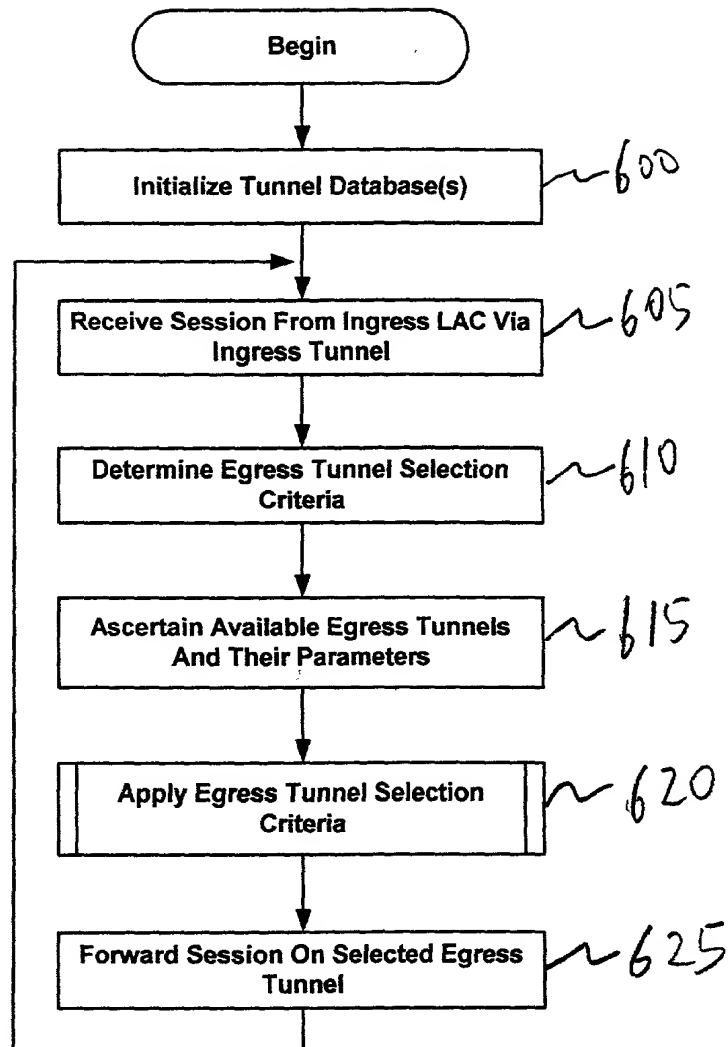 Begin
Initialize Tunnel Database(s)
600
Receive Session From Ingress LAC Via
Ingress Tunnel
605
Determine Egress Tunnel Selection
Criteria
610
Ascertain Available Egress Tunnels
And Their Parameters
615
Apply Egress Tunnel Selection
Criteria
620
Forward Session On Selected Egress
Tunnel
625